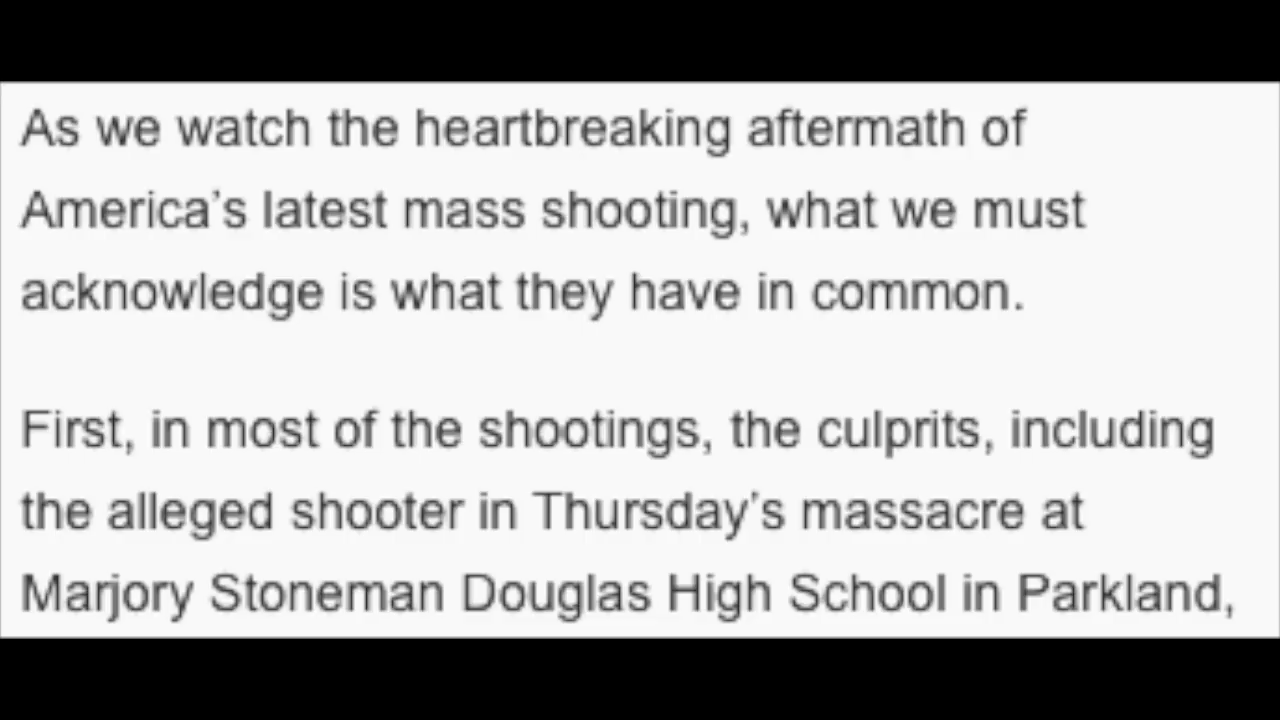 As we watch the heartbreaking aftermath of
America’s latest mass shooting, what we must
acknowledge is what they have in common.
First, in most of the shootings, the culprits, including
the alleged shooter in Thursday’s massacre at
Marjory Stoneman Douglas High School in Parkland,